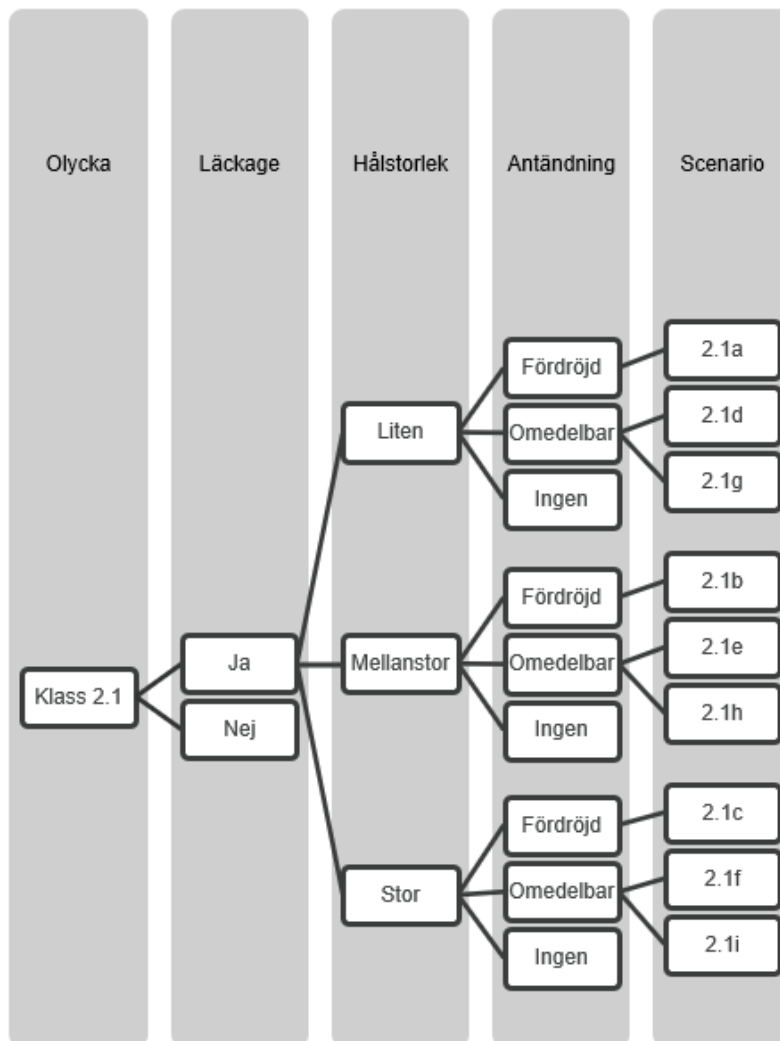 Olycka
Läckage
Hålstorlek
Antändning
Scenario
Klass 2.1
Ja
Nej
Liten
Mellanstor
Stor
Fördröjd
Omedelbar
Ingen
Fördröjd
Omedelbar
Ingen
Fördröjd
Omedelbar
Ingen
2.1a
2.1d
2.1g
2.1b
2.1e
2.1h
2.1c
2.1f
2.1i